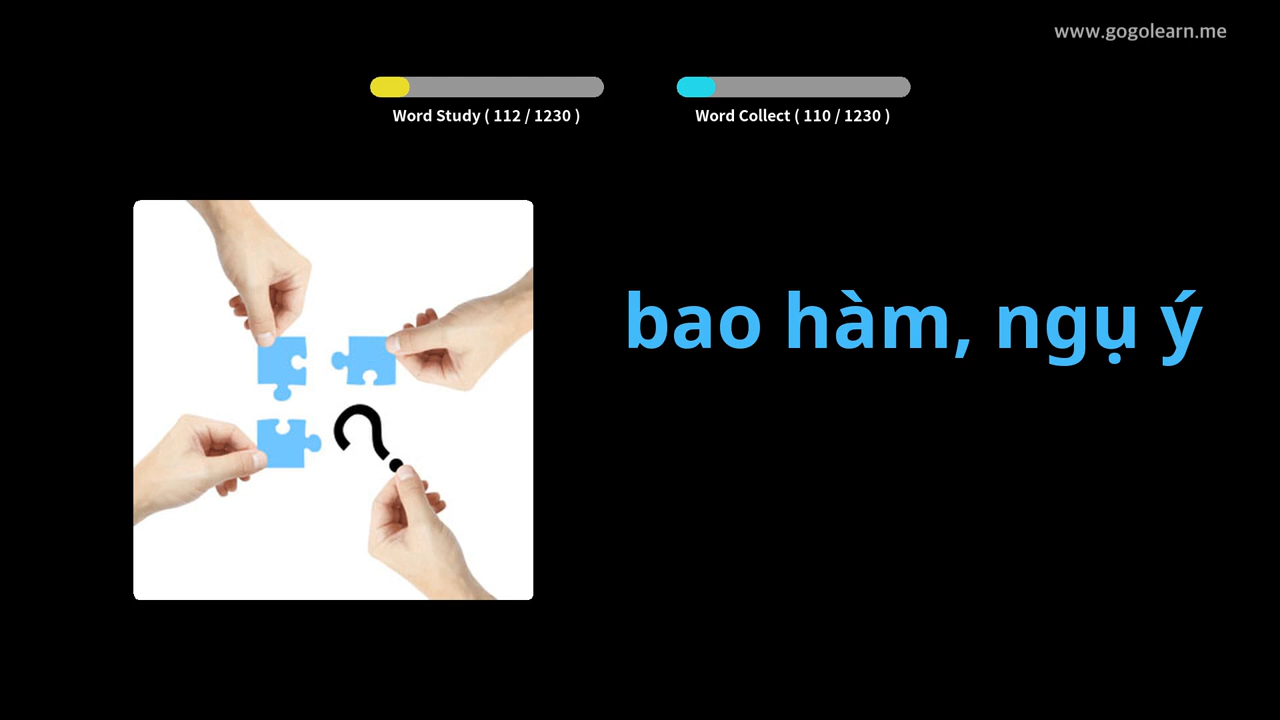 www.gogolearn.me
Word Study ( 112 / 1230 )
Word Collect ( 110 / 1230 )
bao hàm, ngụ ý
?